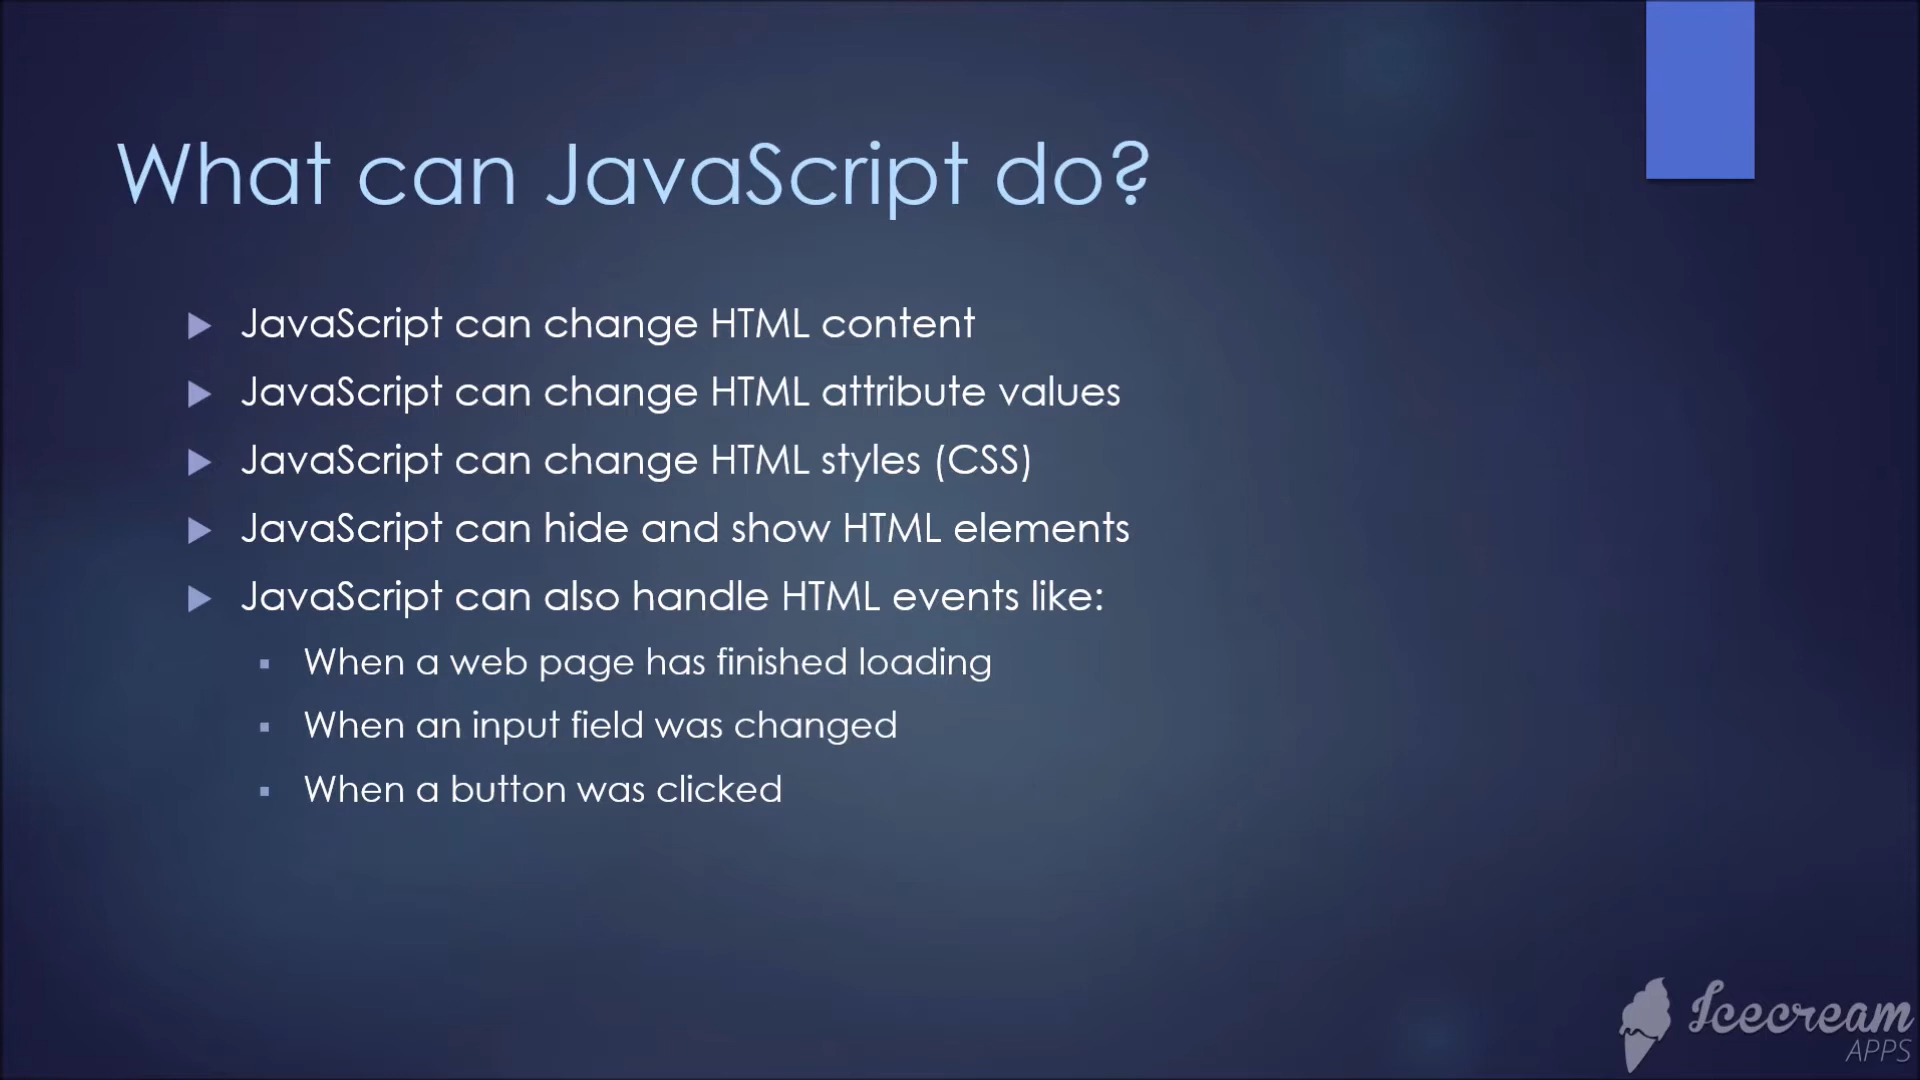 What can JavaScript do?
JavaScript can change HTML content
JavaScript can change HTML attribute values
JavaScript can change HTML styles (CSS)
JavaScript can hide and show HTML elements
JavaScript can also handle HTML events like:
When a web page has finished loading
When an input field was changed
When a button was clicked
Icecream
APPS